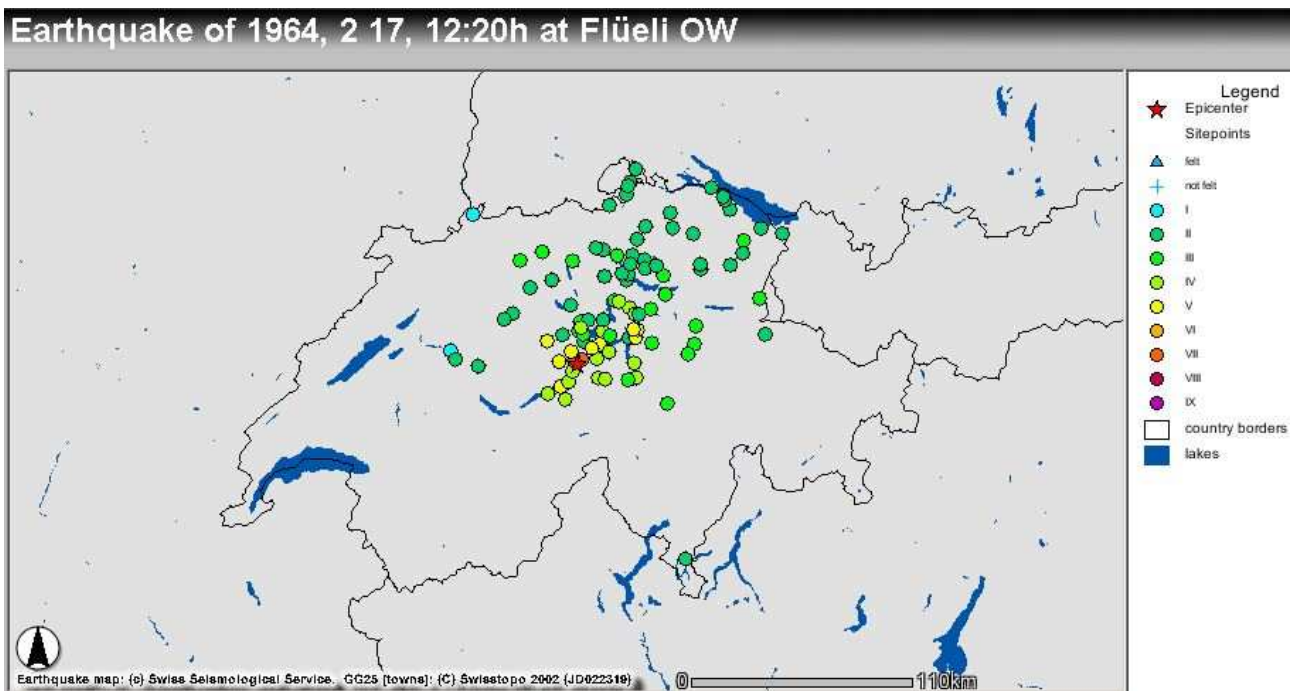 Earthquake of 1964, 2 17, 12:20h at Flüeli OW
Legend
Epicenter
Sitepoints
felt
not felt
I
II
III
IV
V
VI
VII
VIII
IX
country borders
lakes
Earthquake map: (c) Swiss Seismological Service. GG25 [towns]: (C) Swisstopo 2002 (JD022319)
0 110km